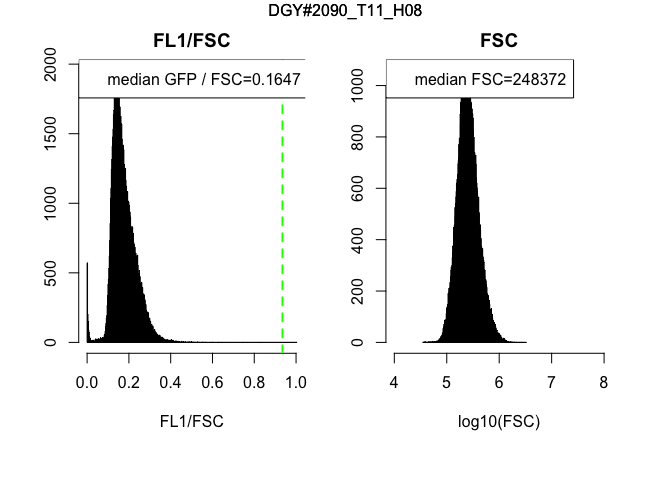 DGY#2090_T11_H08
FL1/FSC
median GFP / FSC=0.1647
0
500
1000
1500
2000
0.0 0.2 0.4 0.6 0.8 1.0
FL1/FSC
FSC
median FSC=248372
0
200
400
600
800
1000
4 5 6 7 8
log10(FSC)